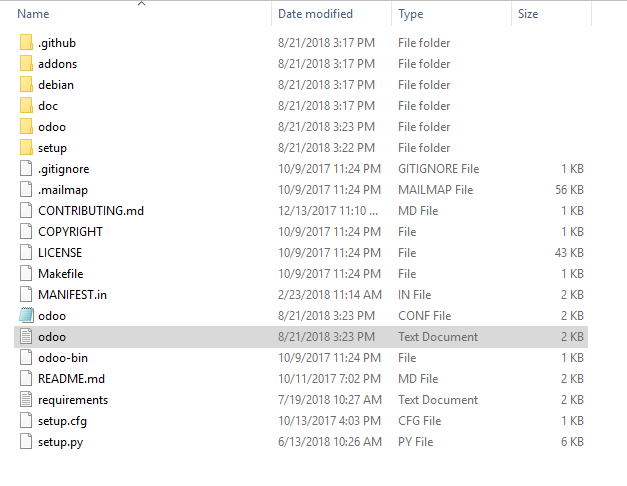 Name Date modified Type Size
.github 8/21/2018 3:17 PM File folder
addons 8/21/2018 3:17 PM File folder
debian 8/21/2018 3:17 PM File folder
doc 8/21/2018 3:17 PM File folder
odoo 8/21/2018 3:23 PM File folder
setup 8/21/2018 3:22 PM File folder
.gitignore 10/9/2017 11:24 PM GITIGNORE File 1 KB
.mailmap 10/9/2017 11:24 PM MAILMAP File 56 KB
CONTRIBUTING.md 12/13/2017 11:10 ... MD File 1 KB
COPYRIGHT 10/9/2017 11:24 PM File 1 KB
LICENSE 10/9/2017 11:24 PM File 43 KB
Makefile 10/9/2017 11:24 PM File 1 KB
MANIFEST.in 2/23/2018 11:14 AM IN File 1 KB
odoo 8/21/2018 3:23 PM CONF File 2 KB
odoo 8/21/2018 3:23 PM Text Document 2 KB
odoo-bin 10/9/2017 11:24 PM File 1 KB
README.md 10/11/2017 7:02 PM MD File 2 KB
requirements 7/19/2018 10:27 AM Text Document 2 KB
setup.cfg 10/13/2017 4:03 PM CFG File 1 KB
setup.py 6/13/2018 10:26 AM PY File 6 KB